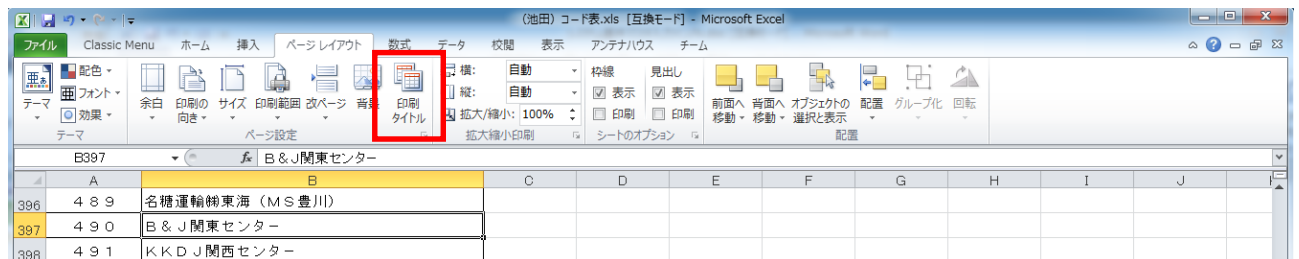 (池田) コード表.xls [互換モード] - Microsoft Excel
ファイル Classic Menu ホーム 挿入 ページ レイアウト 数式 データ 校閲 表示 アンテナハウス チーム
配色 横: 自動 枠線 見出し
フォント 縦: 自動 表示 表示
テーマ 効果 余白 印刷の向き サイズ 印刷範囲 改ページ 背景 印刷タイトル 拡大/縮小: 100% 印刷 印刷 前面へ移動 背面へ移動 オブジェクトの選択と表示 配置 グループ化 回転
テーマ ページ設定 拡大縮小印刷 シートのオプション 配置
B397 fx B&J関東センター
A B C D E F G H I J
396 489 名糖運輸㈱東海(MS豊川)
397 490 B&J関東センター
398 491 KKDJ関西センター